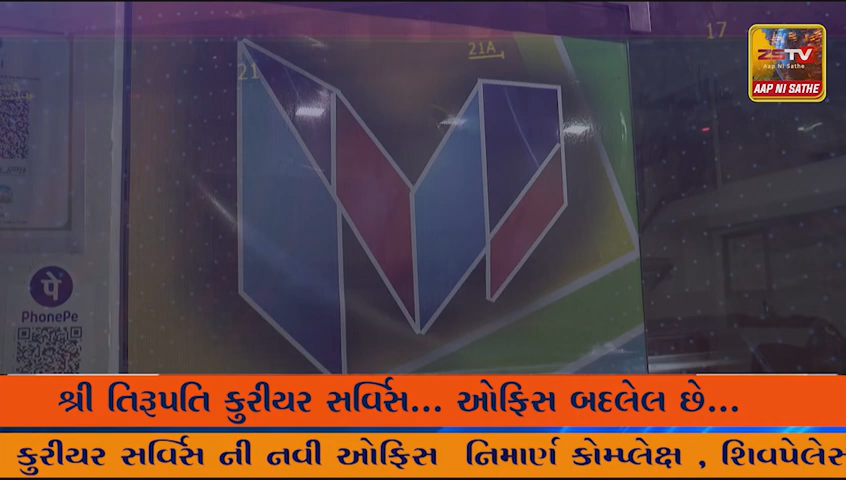 21A
17
21
ZSTV
Aap Ni Sathe
AAP NI SATHE
પે
PhonePe
શ્રી તિરૂપતિ કુરીયર સર્વિસ... ઓફિસ બદલેલ છે...
કુરીયર સર્વિસ ની નવી ઓફિસ નિમાર્ણ કોમ્પ્લેક્ષ , શિવપેલેસ